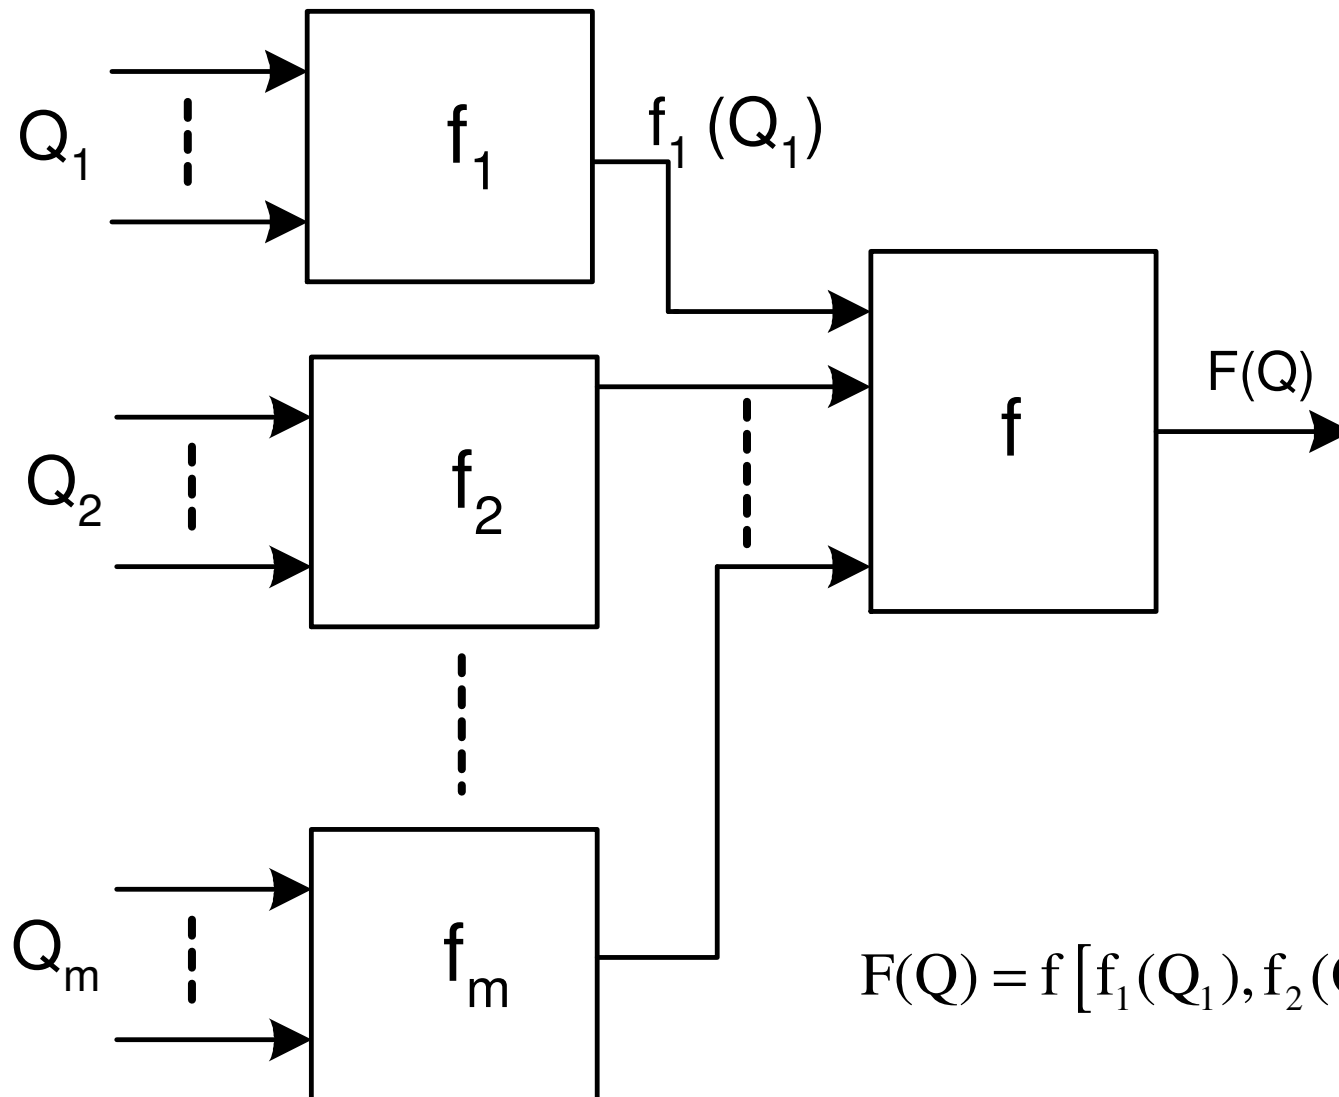 Q₁
f₁
f₁ (Q₁)
F(Q)
f
Q₂
f₂
Qₘ
fₘ
F(Q) = f [f₁(Q₁), f₂(